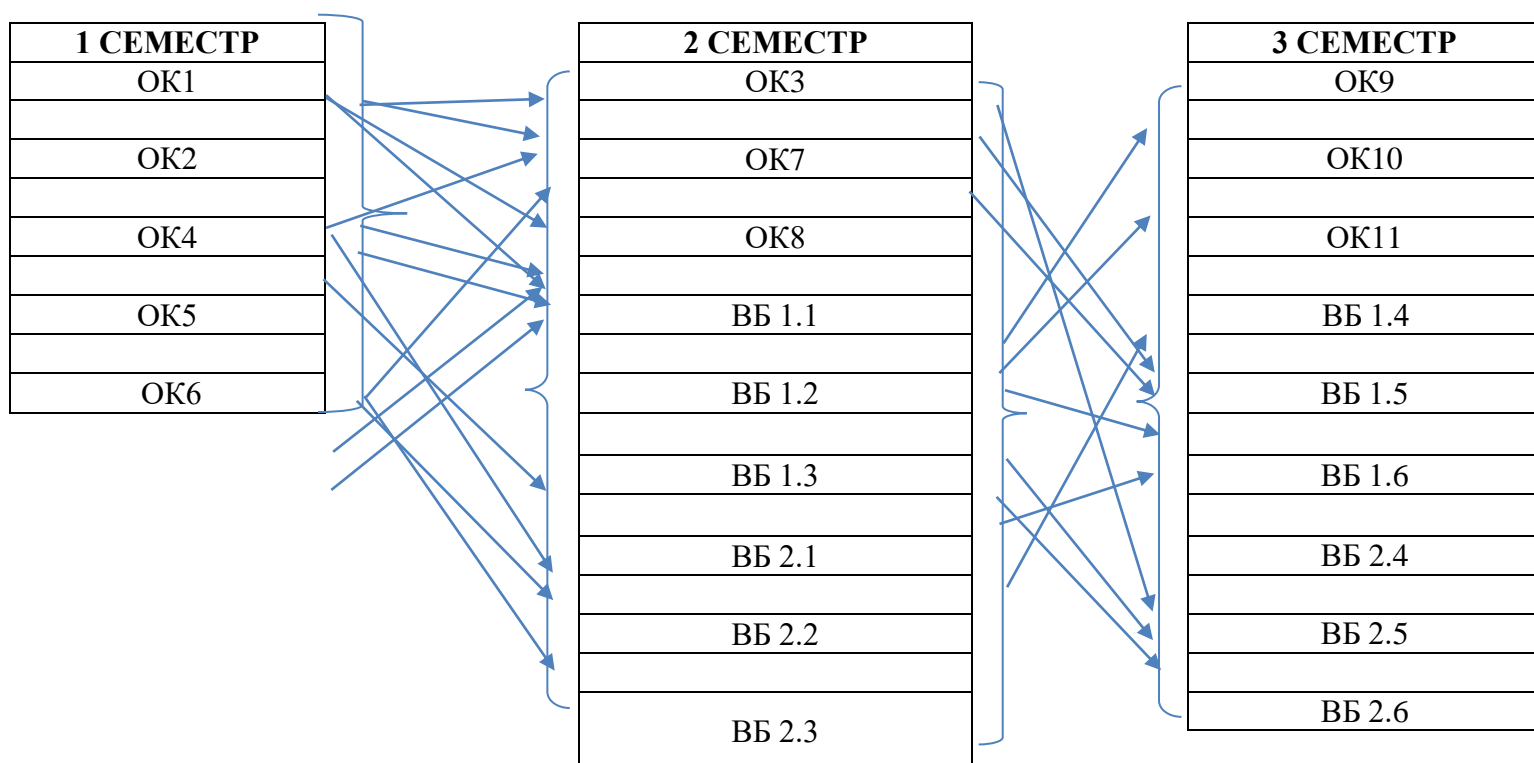 1 СЕМЕСТР
ОК1
ОК2
ОК4
ОК5
ОК6
2 СЕМЕСТР
ОК3
ОК7
ОК8
ВБ 1.1
ВБ 1.2
ВБ 1.3
ВБ 2.1
ВБ 2.2
ВБ 2.3
3 СЕМЕСТР
ОК9
ОК10
ОК11
ВБ 1.4
ВБ 1.5
ВБ 1.6
ВБ 2.4
ВБ 2.5
ВБ 2.6